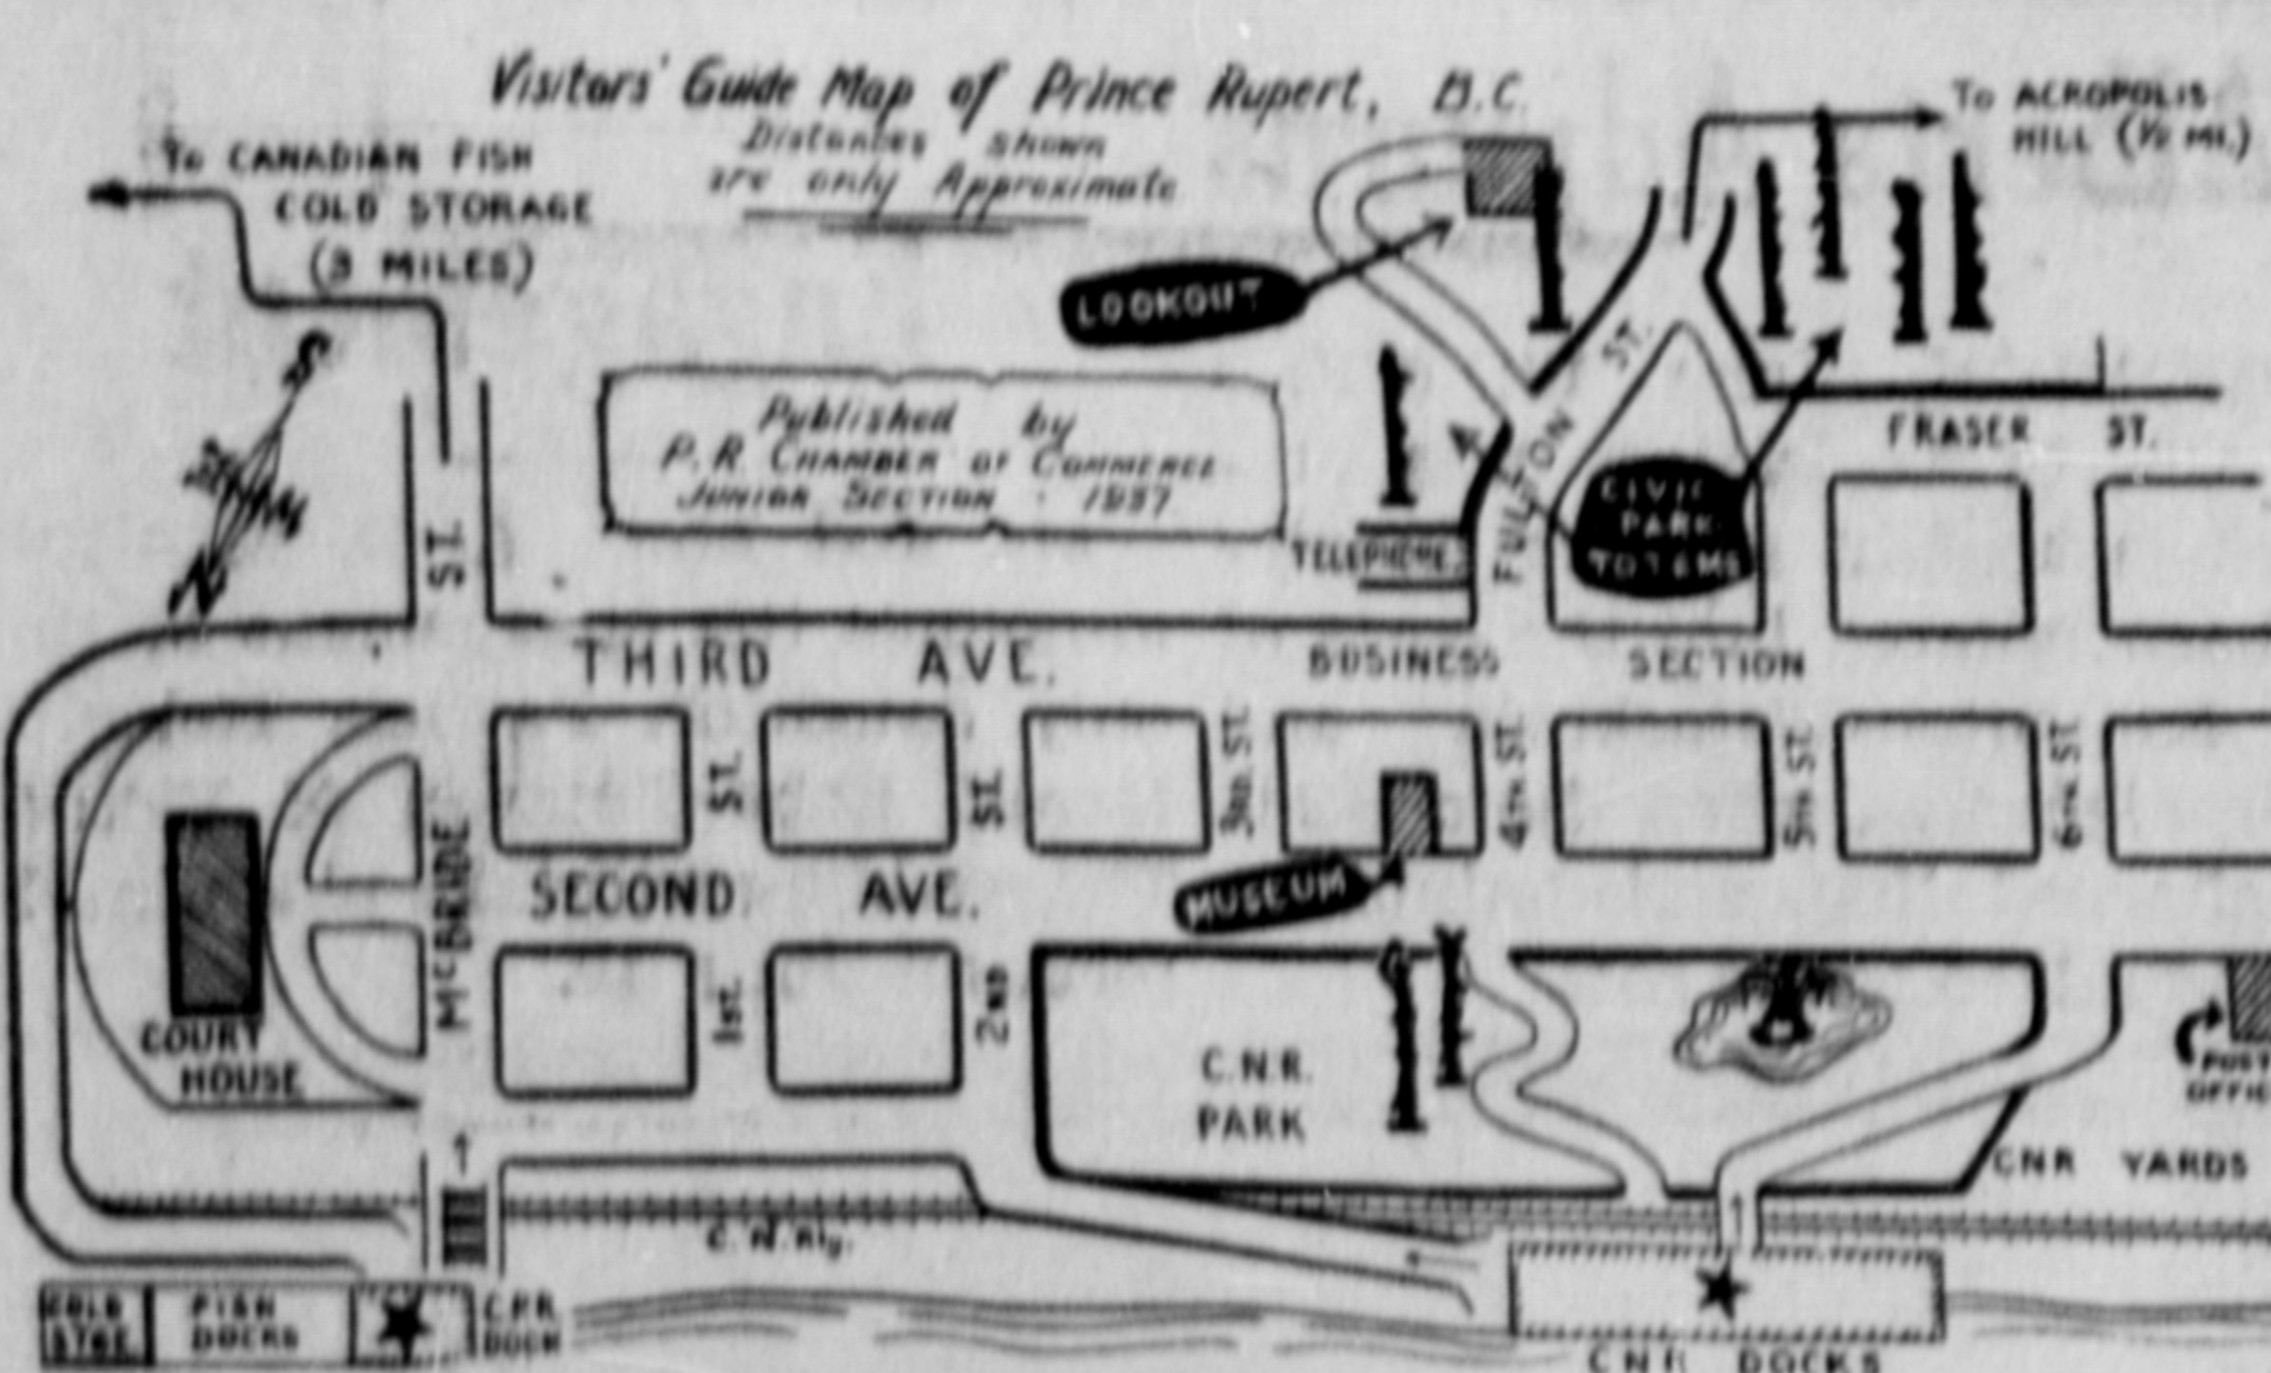 Visitors' Guide Map of Prince Rupert, B.C.
Distances shown
are only Approximate
To CANADIAN FISH
COLD STORAGE
(3 MILES)
To ACROPOLIS
HILL (1/2 MI.)
LOOKOUT
S
N
Published by
P.R. CHAMBER OF COMMERCE
JUNIOR SECTION · 1937
TELEPHONE
FULTON ST.
CIVIC
PARK
TOTEMS
FRASER ST.
THIRD AVE.
BUSINESS SECTION
McBRIDE ST.
1ST. ST.
2ND ST.
3RD. ST.
4TH. ST.
5TH. ST.
6TH. ST.
SECOND AVE.
MUSEUM
COURT
HOUSE
C.N.R.
PARK
POST
OFFIC
CNR YARDS
C.N.Rly.
COLD
STGE.
FISH
DOCKS
C.P.R.
DOCK
CNR DOCKS